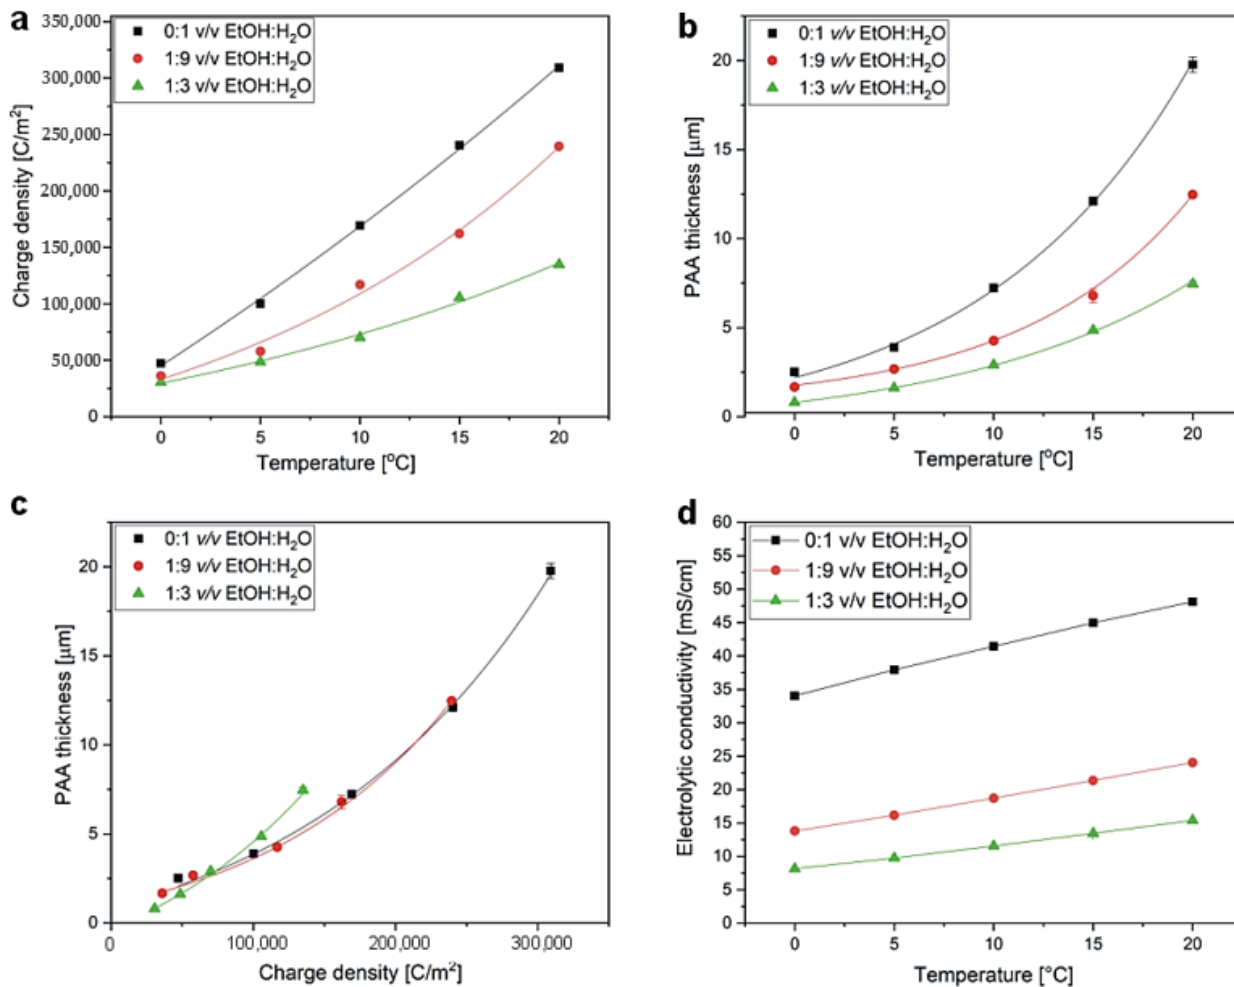 a
350,000
300,000
250,000
200,000
150,000
100,000
50,000
0
Charge density [C/m²]
0:1 v/v EtOH:H₂O
1:9 v/v EtOH:H₂O
1:3 v/v EtOH:H₂O
0 5 10 15 20
Temperature [⁰C]
b
20
15
10
5
0
PAA thickness [μm]
0:1 v/v EtOH:H₂O
1:9 v/v EtOH:H₂O
1:3 v/v EtOH:H₂O
0 5 10 15 20
Temperature [⁰C]
c
20
15
10
5
0
PAA thickness [μm]
0:1 v/v EtOH:H₂O
1:9 v/v EtOH:H₂O
1:3 v/v EtOH:H₂O
0 100,000 200,000 300,000
Charge density [C/m²]
d
60
55
50
45
40
35
30
25
20
15
10
5
0
Electrolytic conductivity [mS/cm]
0:1 v/v EtOH:H₂O
1:9 v/v EtOH:H₂O
1:3 v/v EtOH:H₂O
0 5 10 15 20
Temperature [°C]